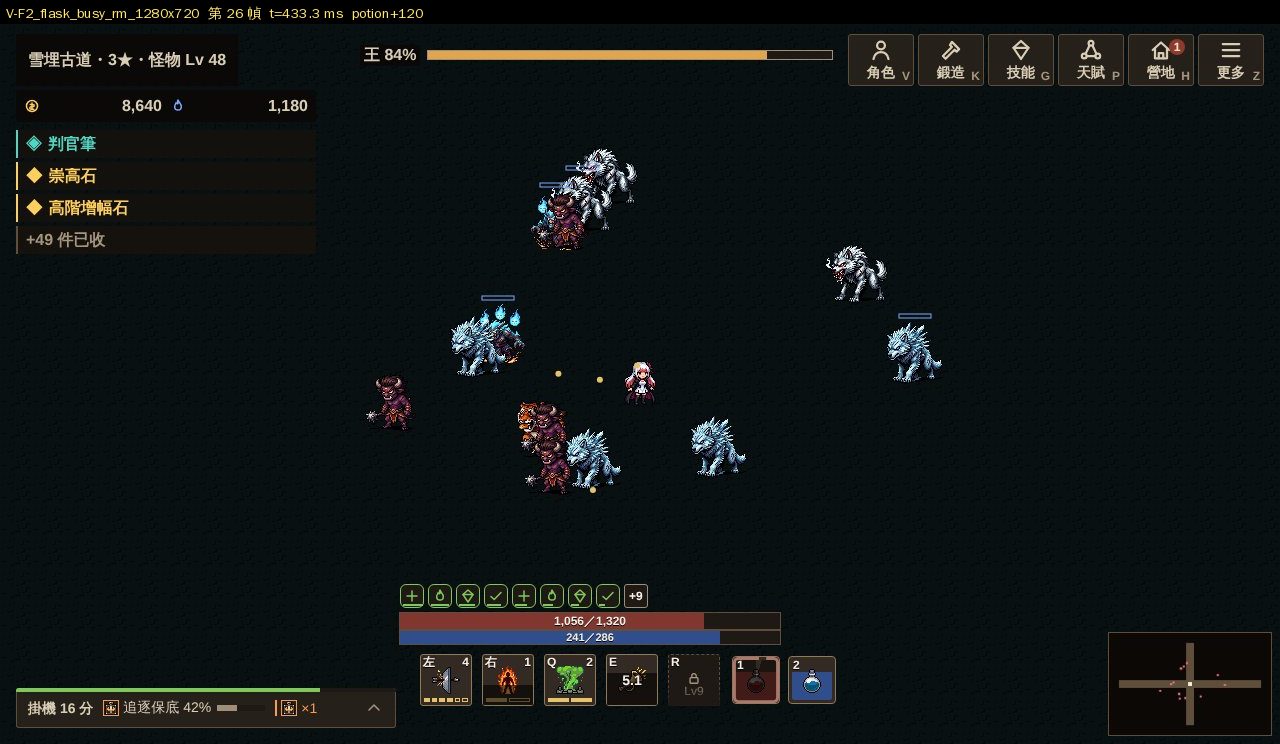 V-F2_flask_busy_rm_1280x720 第 26 幀 t=433.3 ms potion+120
雪埋古道・3★・怪物 Lv 48
王 84%
角色 V
鍛造 K
技能 G
天賦 P
營地 H 1
更多 Z
8,640 1,180
判官筆
崇高石
高階增幅石
+49 件已收
+9
1,056／1,320
241／286
左 4
右 1
Q 2
E 5.1
R Lv9
1
2
掛機 16 分 追逐保底 42% ×1